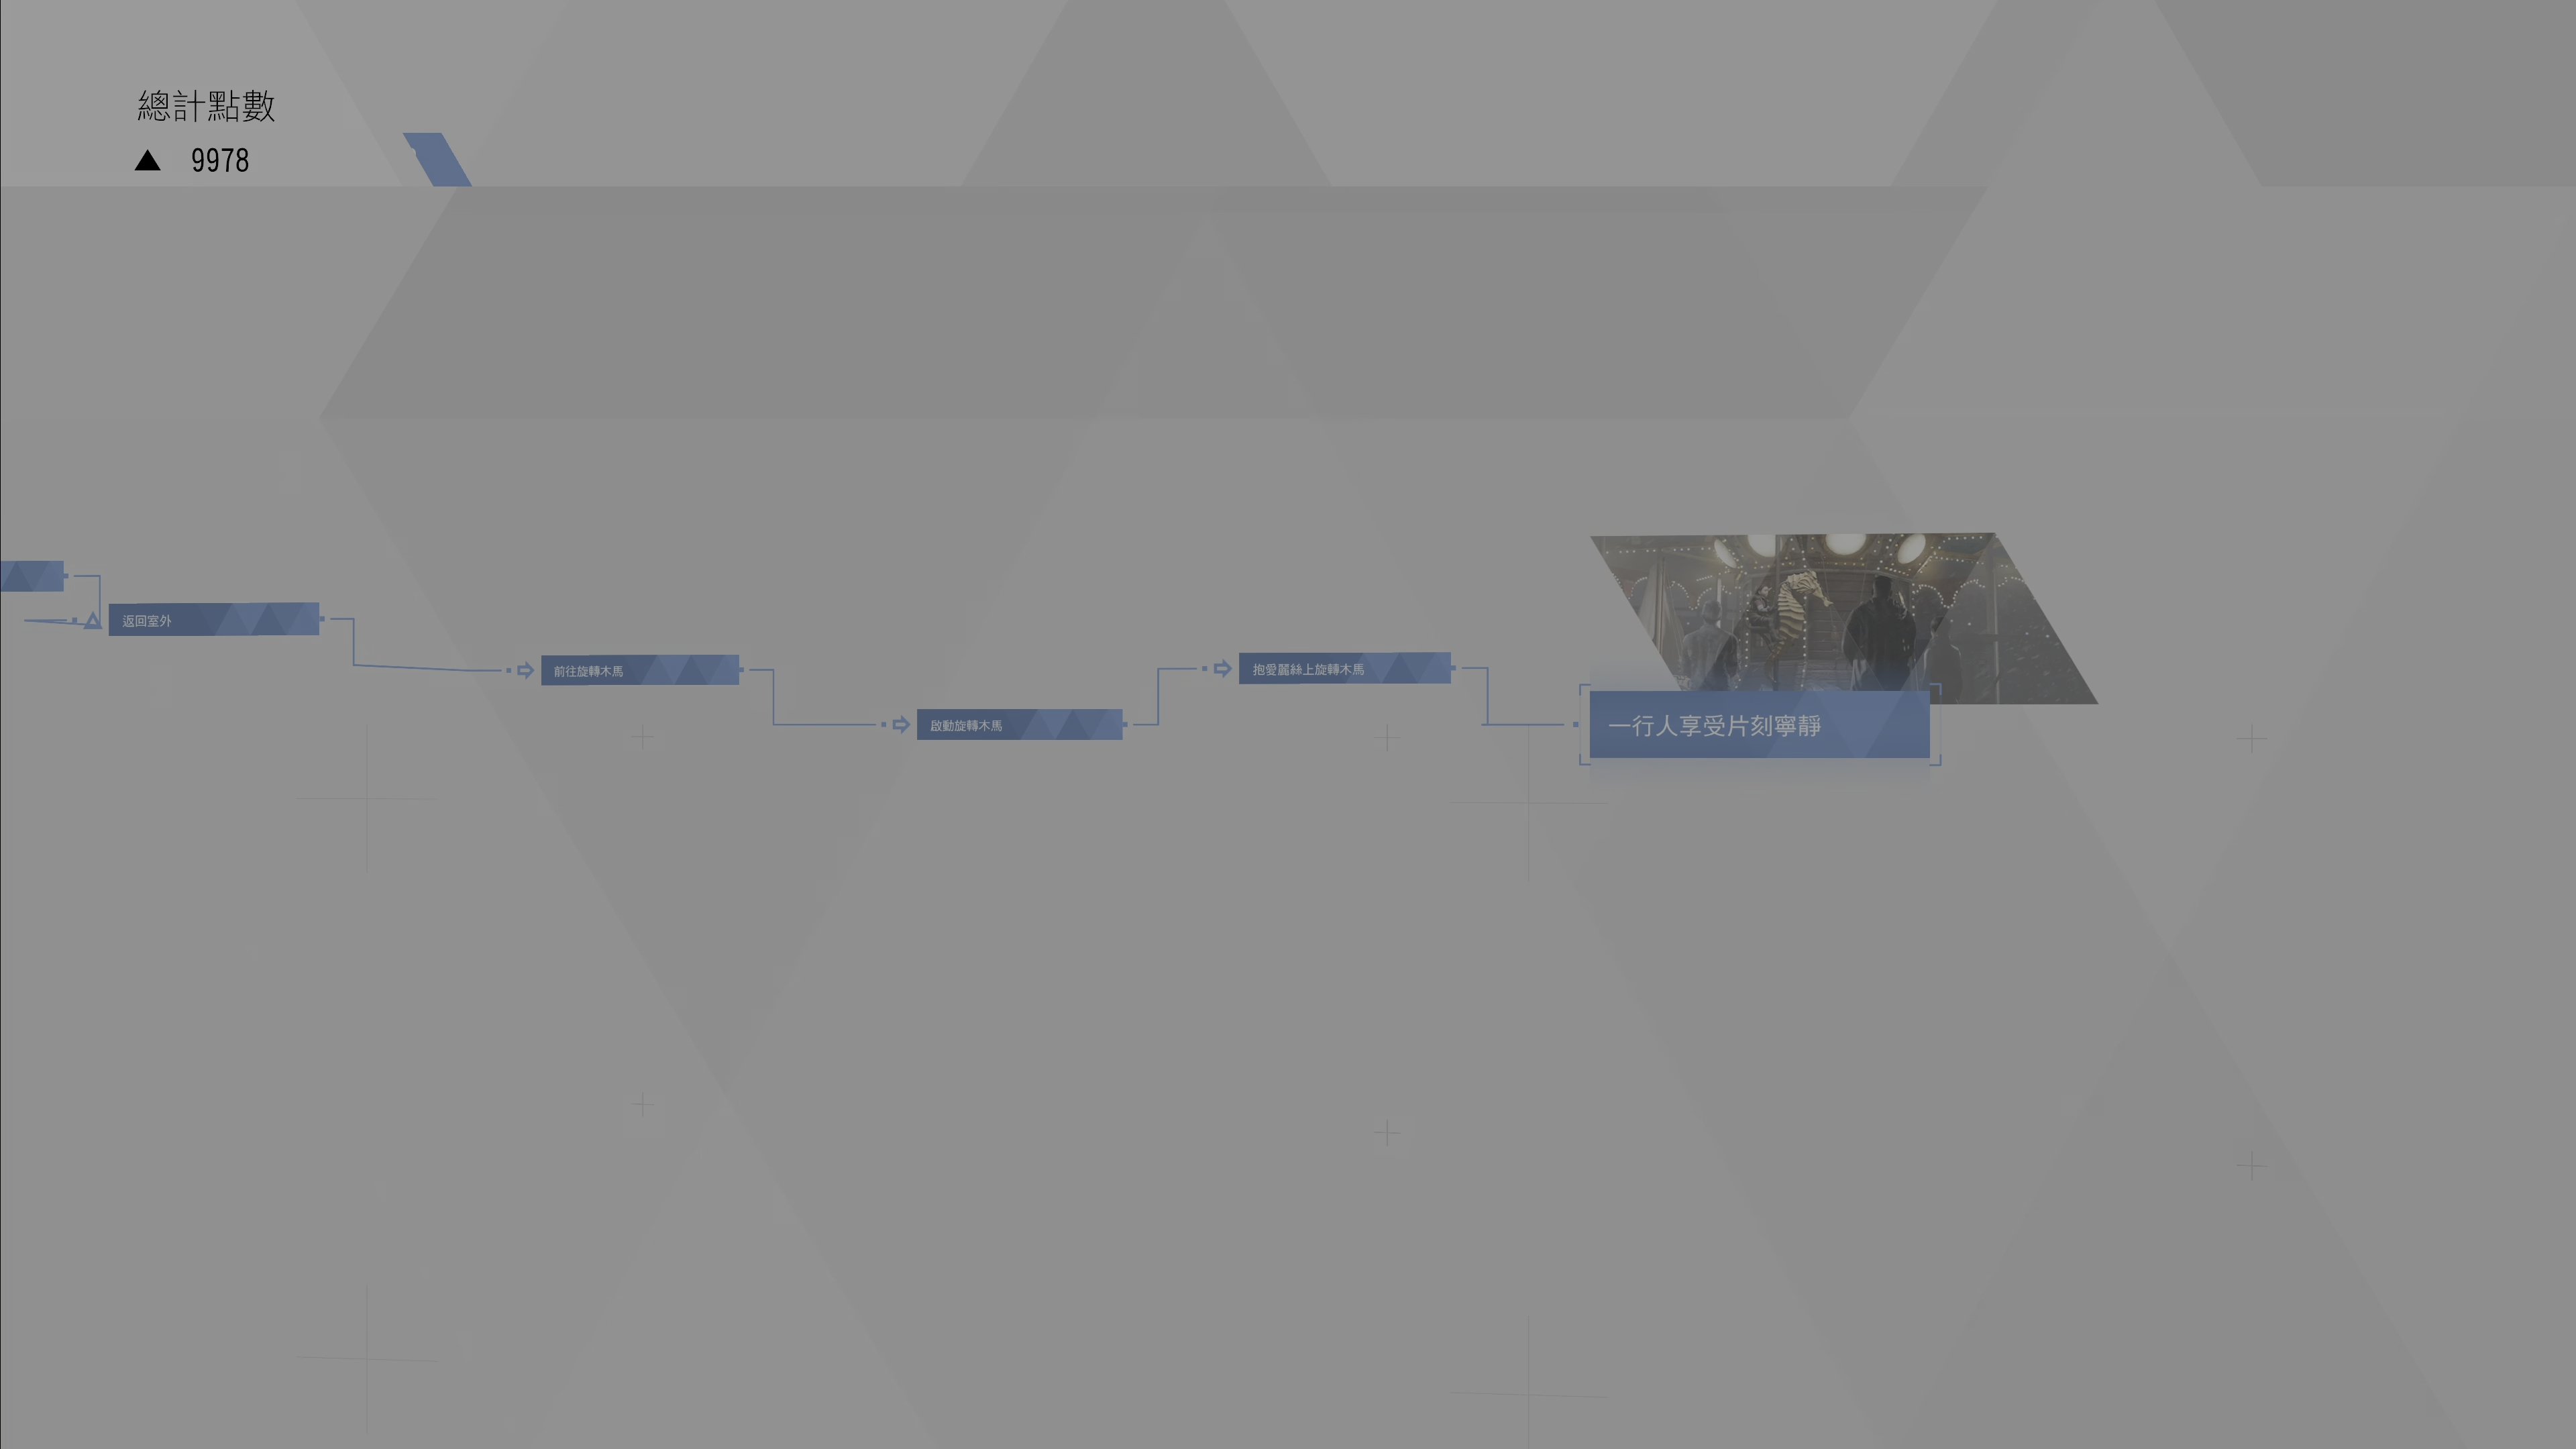 總計點數
▲ 9978
返回室外
前往旋轉木馬
啟動旋轉木馬
抱愛麗絲上旋轉木馬
一行人享受片刻寧靜